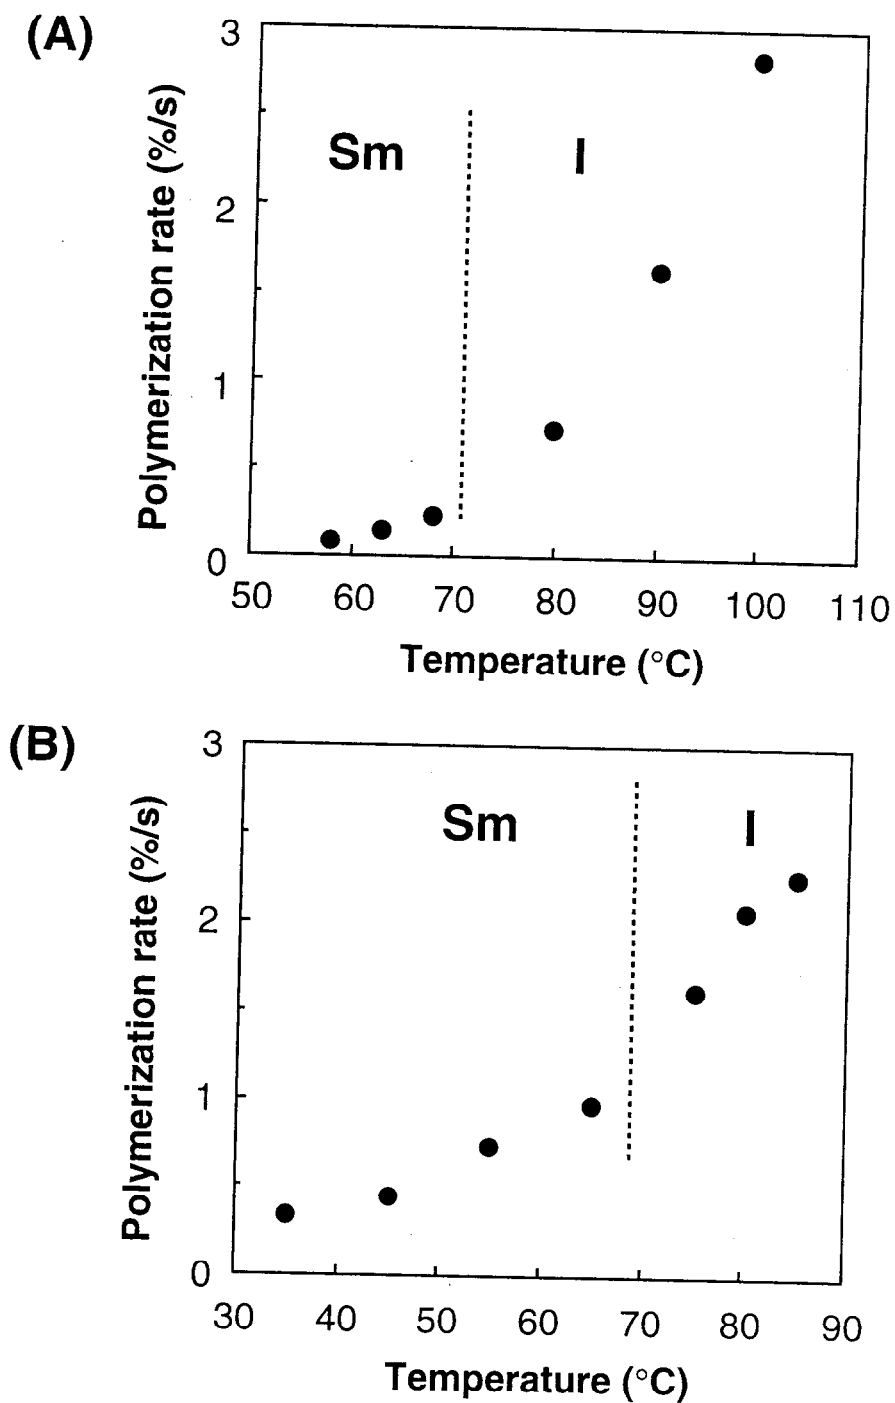 (A)
3
2
1
0
Polymerization rate (%/s)
Sm
I
50 60 70 80 90 100 110
Temperature (°C)
(B)
3
2
1
0
Polymerization rate (%/s)
Sm
I
30 40 50 60 70 80 90
Temperature (°C)